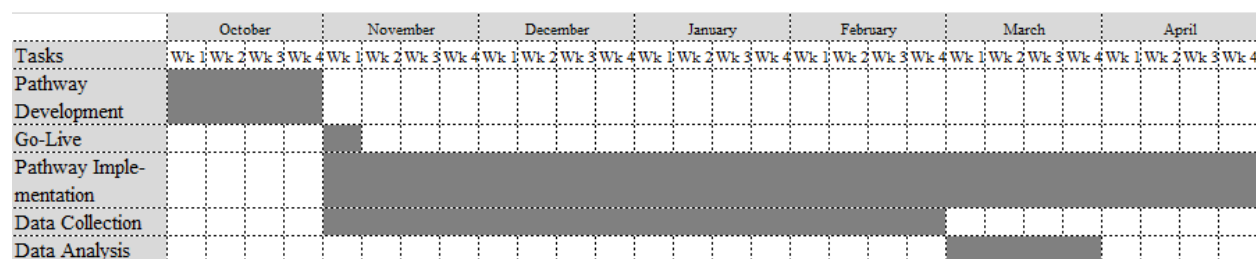 October November December January February March April
Tasks Wk 1 Wk 2 Wk 3 Wk 4 Wk 1 Wk 2 Wk 3 Wk 4 Wk 1 Wk 2 Wk 3 Wk 4 Wk 1 Wk 2 Wk 3 Wk 4 Wk 1 Wk 2 Wk 3 Wk 4 Wk 1 Wk 2 Wk 3 Wk 4 Wk 1 Wk 2 Wk 3 Wk 4
Pathway
Development
Go-Live
Pathway Imple-
mentation
Data Collection
Data Analysis